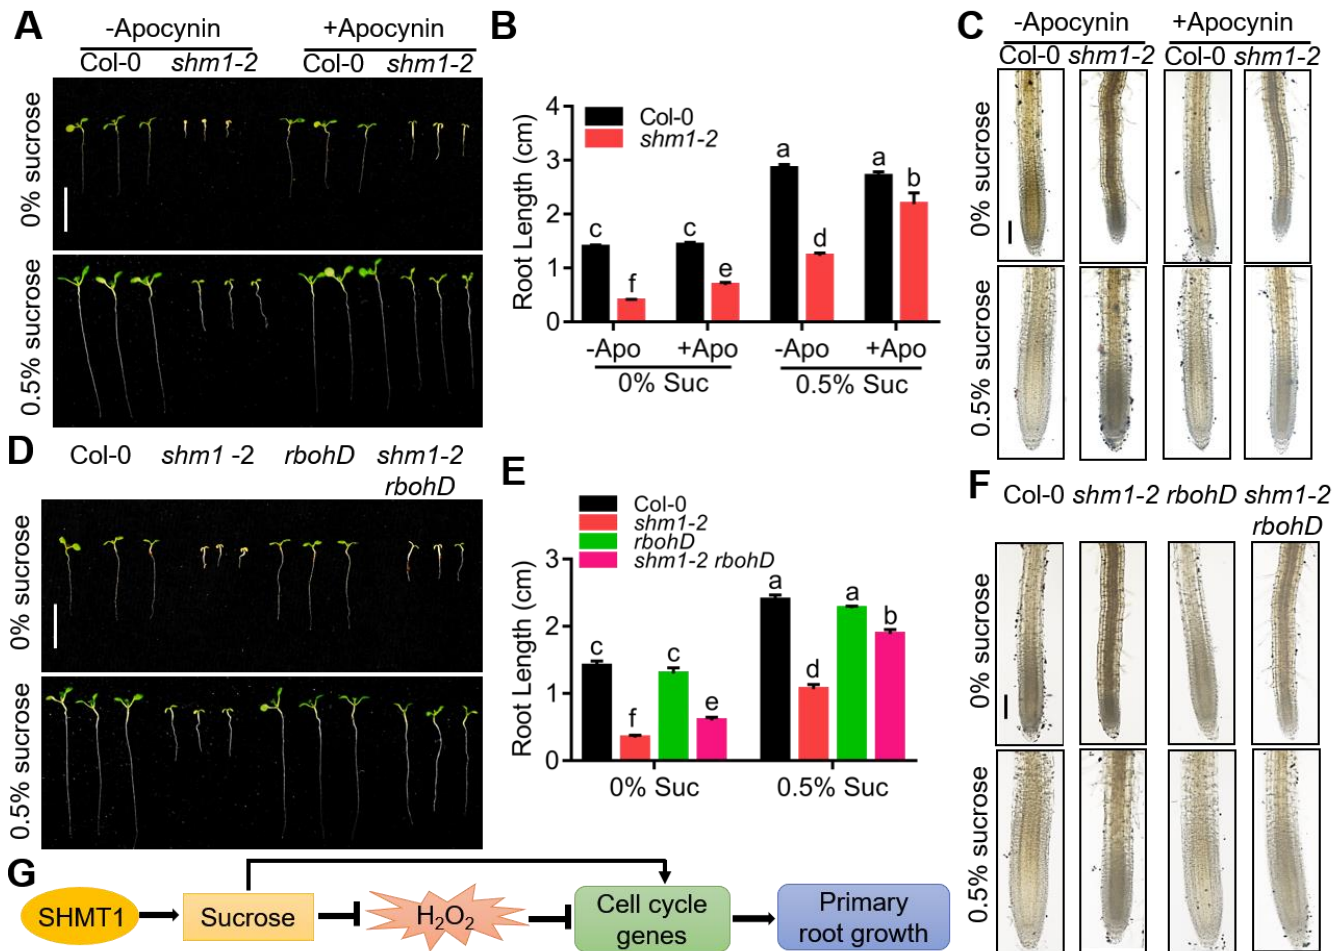 A
-Apocynin +Apocynin
Col-0 shm1-2 Col-0 shm1-2
0% sucrose
0.5% sucrose
B
Col-0
shm1-2
Root Length (cm)
4
3
2
1
0
c f c e a d a b
-Apo +Apo -Apo +Apo
0% Suc 0.5% Suc
C
-Apocynin +Apocynin
Col-0 shm1-2 Col-0 shm1-2
0% sucrose
0.5% sucrose
D
Col-0 shm1 -2 rbohD shm1-2
rbohD
0% sucrose
0.5% sucrose
E
Col-0
shm1-2
rbohD
shm1-2 rbohD
Root Length (cm)
3
2
1
0
c f c e a d a b
0% Suc 0.5% Suc
F
Col-0 shm1-2 rbohD shm1-2
rbohD
0% sucrose
0.5% sucrose
G
SHMT1
Sucrose
H₂O₂
Cell cycle
genes
Primary
root growth